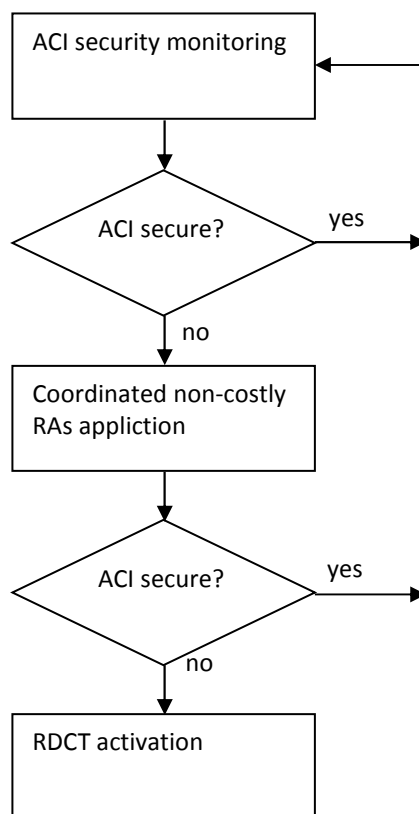 ACI security monitoring
ACI secure?
yes
no
Coordinated non-costly
RAs appliction
ACI secure?
yes
no
RDCT activation